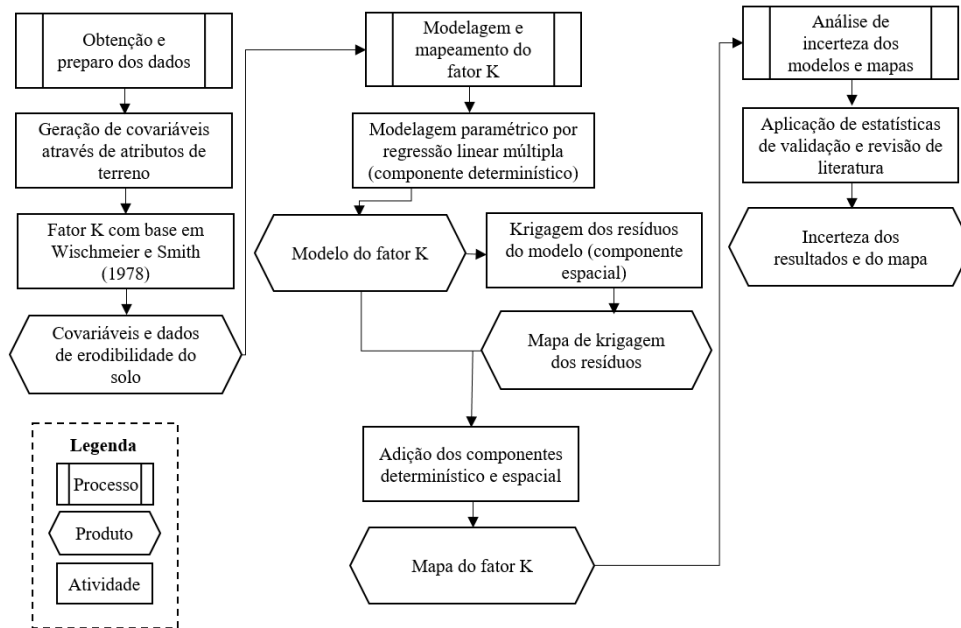 Obtenção e
preparo dos dados
Geração de covariáveis
através de atributos de
terreno
Fator K com base em
Wischmeier e Smith
(1978)
Covariáveis e dados
de erodibilidade do
solo
Modelagem e
mapeamento do
fator K
Modelagem paramétrico por
regressão linear múltipla
(componente determinístico)
Modelo do fator K
Krigagem dos resíduos
do modelo (componente
espacial)
Mapa de krigagem
dos resíduos
Adição dos componentes
determinístico e espacial
Mapa do fator K
Análise de
incerteza dos
modelos e mapas
Aplicação de estatísticas
de validação e revisão de
literatura
Incerteza dos
resultados e do mapa
Legenda
Processo
Produto
Atividade